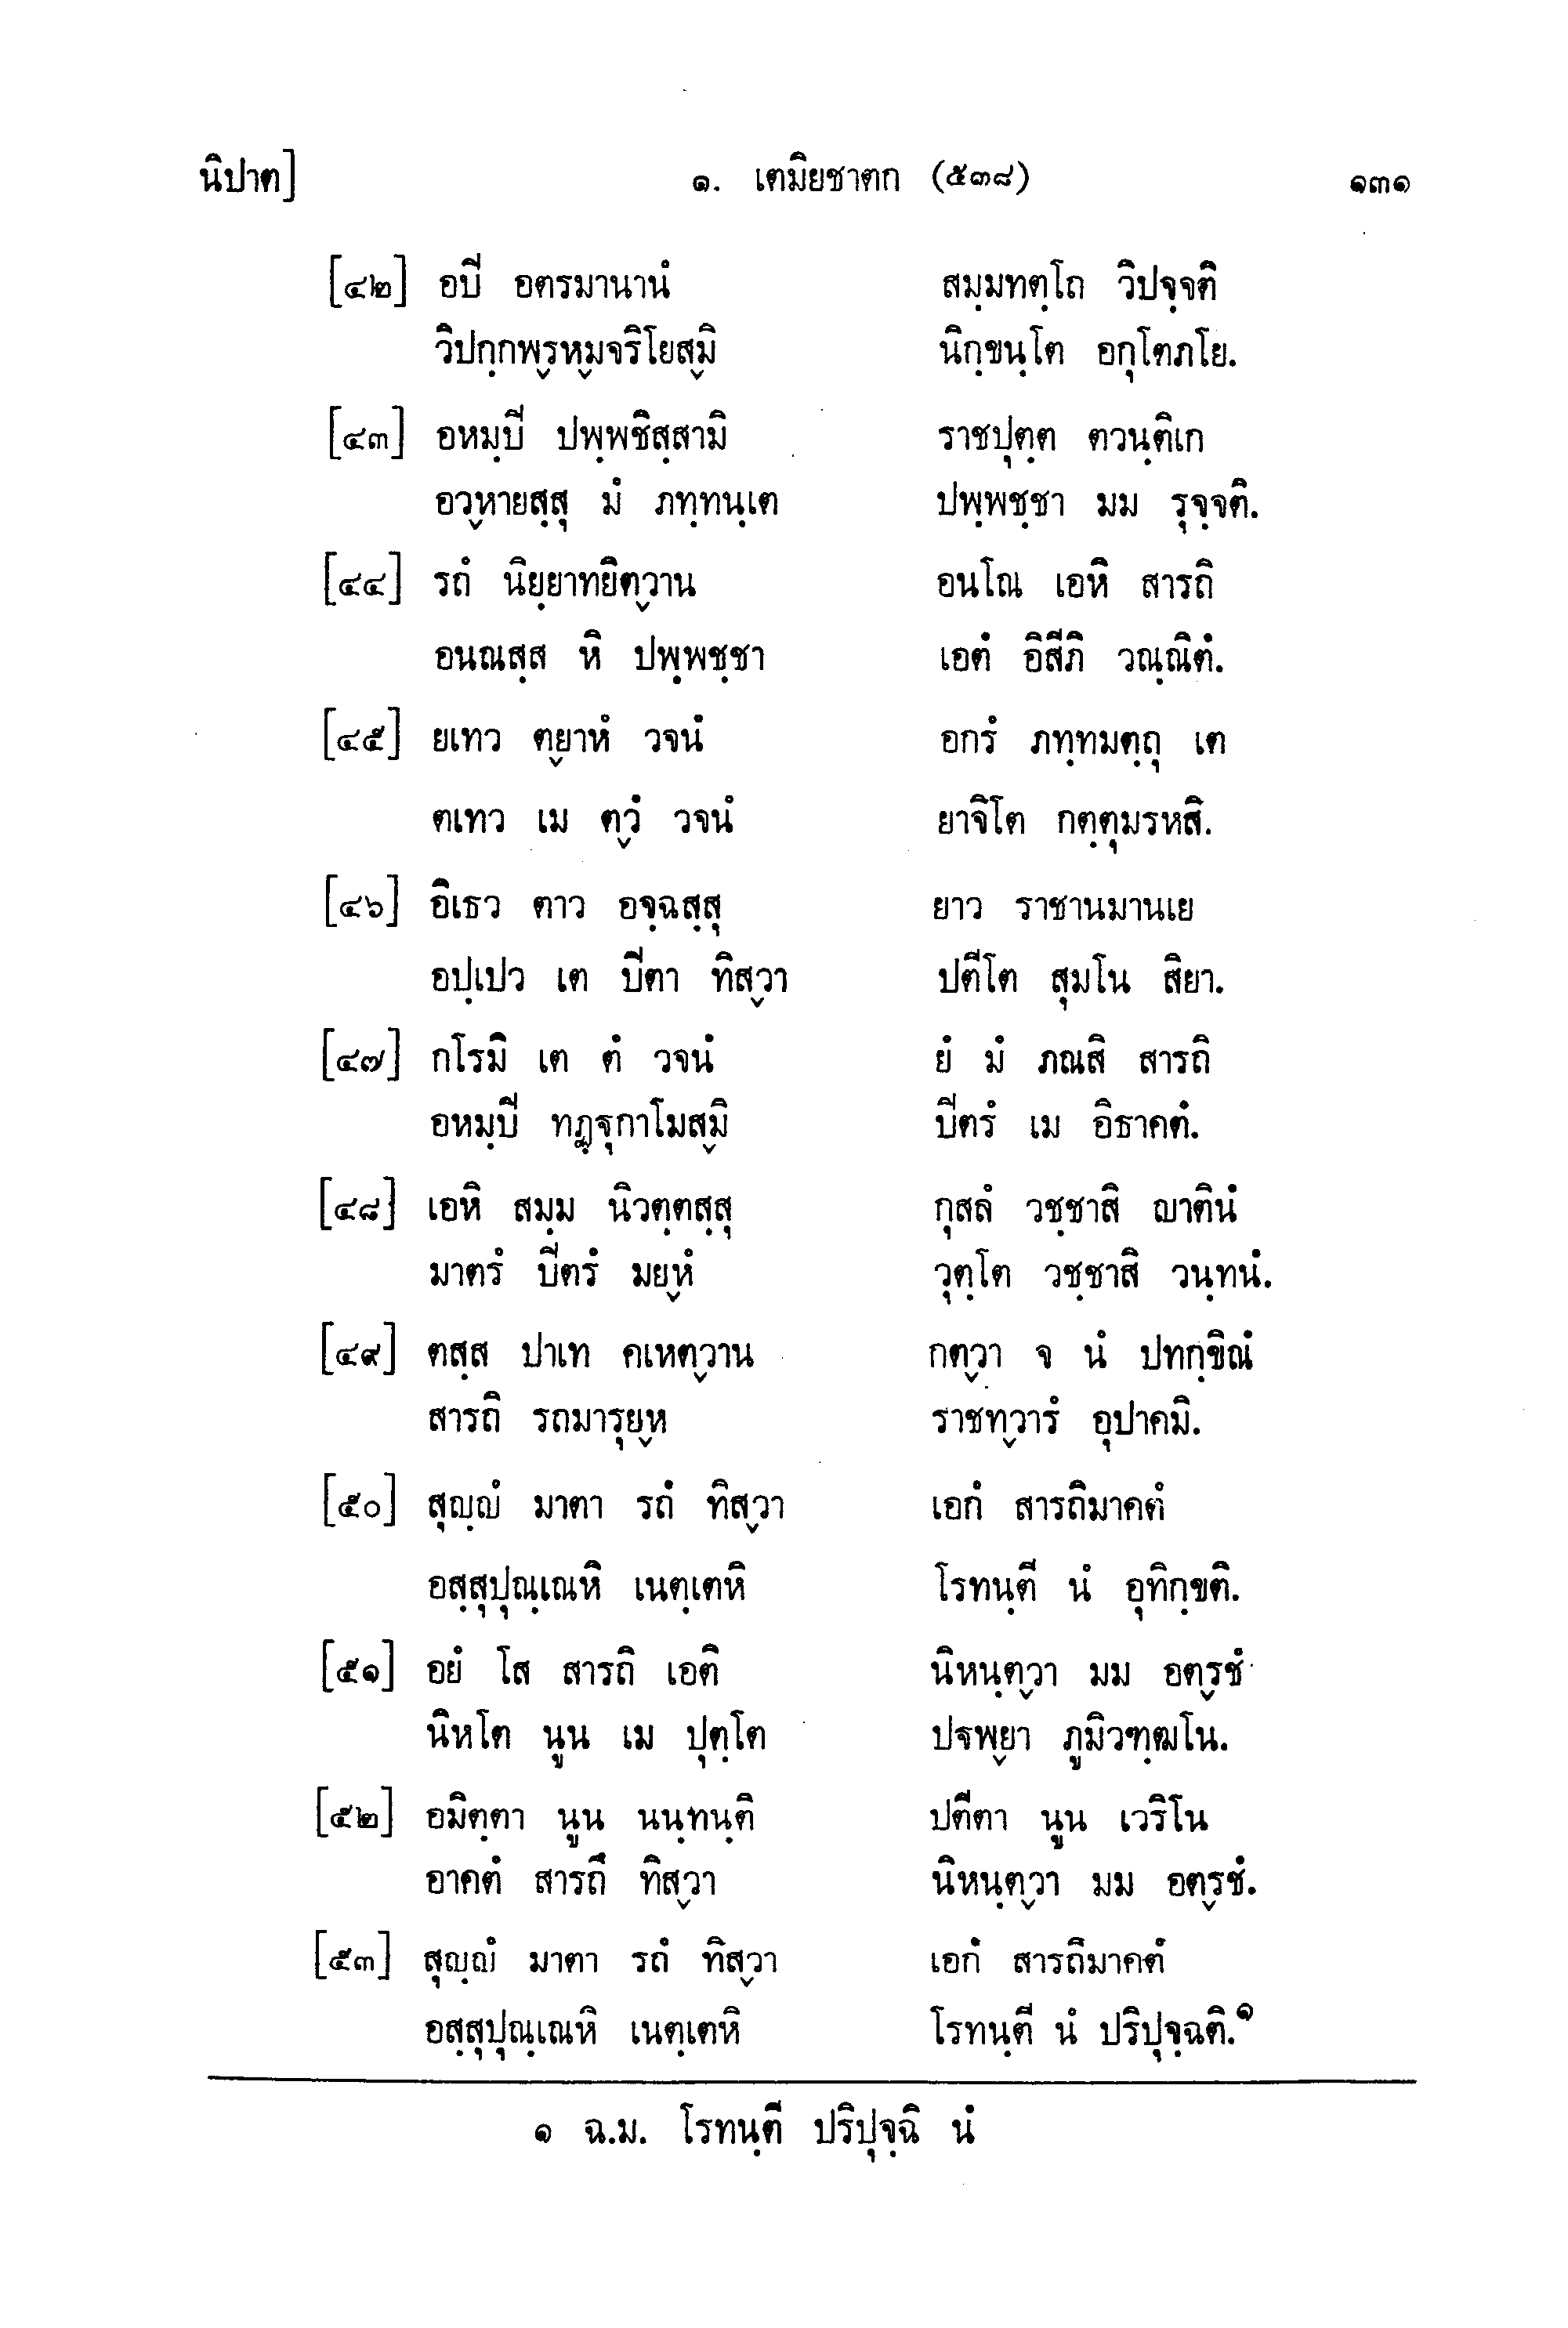 นิปาต]	๑. เตมิยชาตก (๕๓๘)	๑๓๑
[๔๒] อปิ อตรมานานํ	สมฺมทตฺโถ วิปจฺจติ
วิปกฺกพ๎รห๎มจริโยส๎มิ	นิกฺขนฺโต อกุโตภโย.
[๔๓] อหมฺปิ ปพฺพชิสฺสามิ	ราชปุตฺต ตวนฺติเก
อว๎หายสฺสุ มํ ภทฺทนฺเต	ปพฺพชฺชา มม รุจฺจติ.
[๔๔] รถํ นิยฺยาทยิต๎วาน	อนโณ เอหิ สารถิ
อนณสฺส หิ ปพฺพชฺชา	เอตํ อิสีภิ วณฺณิตํ.
[๔๕] ยเทว ต๎ยาหํ วจนํ	อกรํ ภทฺทมตฺถุ เต
ตเทว เม ต๎วํ วจนํ	ยาจิโต กตฺตุมรหสิ.
[๔๖] อิเธว ตาว อจฺฉสฺสุ	ยาว ราชานมานเย
อปฺเปว เต ปิตา ทิส๎วา	ปตีโต สุมโน สิยา.
[๔๗] กโรมิ เต ตํ วจนํ	ยํ มํ ภณสิ สารถิ
อหมฺปิ ทฏฺฐุกาโมส๎มิ	ปิตรํ เม อิธาคตํ.
[๔๘] เอหิ สมฺม นิวตฺตสฺสุ	กุสลํ วชฺชาสิ ญาตินํ
มาตรํ ปิตรํ มย๎หํ	วุตฺโต วชฺชาสิ วนฺทนํ.
[๔๙] ตสฺส ปาเท คเหต๎วาน	กต๎วา จ นํ ปทกฺขิณํ
สารถิ รถมารุย๎ห	ราชท๎วารํ อุปาคมิ.
[๕๐] สุญฺญํ มาตา รถํ ทิส๎วา	เอกํ สารถิมาคตํ
อสฺสุปุณฺเณหิ เนตฺเตหิ	โรทนฺตี นํ อุทิกฺขติ.
[๕๑] อยํ โส สารถิ เอติ	นิหนฺต๎วา มม อต๎รชํ
นิหโต นูน เม ปุตฺโต	ปฐพ๎ยา ภูมิวฑฺฒโน.
[๕๒] อมิตฺตา นูน นนฺทนฺติ	ปตีตา นูน เวริโน
อาคตํ สารถึ ทิส๎วา	นิหนฺต๎วา มม อต๎รชํ.
[๕๓] สุญฺญํ มาตา รถํ ทิส๎วา	เอกํ สารถิมาคตํ
อสฺสุปุณฺเณหิ เนตฺเตหิ	โรทนฺตี นํ ปริปุจฺฉติ.๑
๑ ฉ.ม. โรทนฺตี ปริปุจฺฉิ นํ